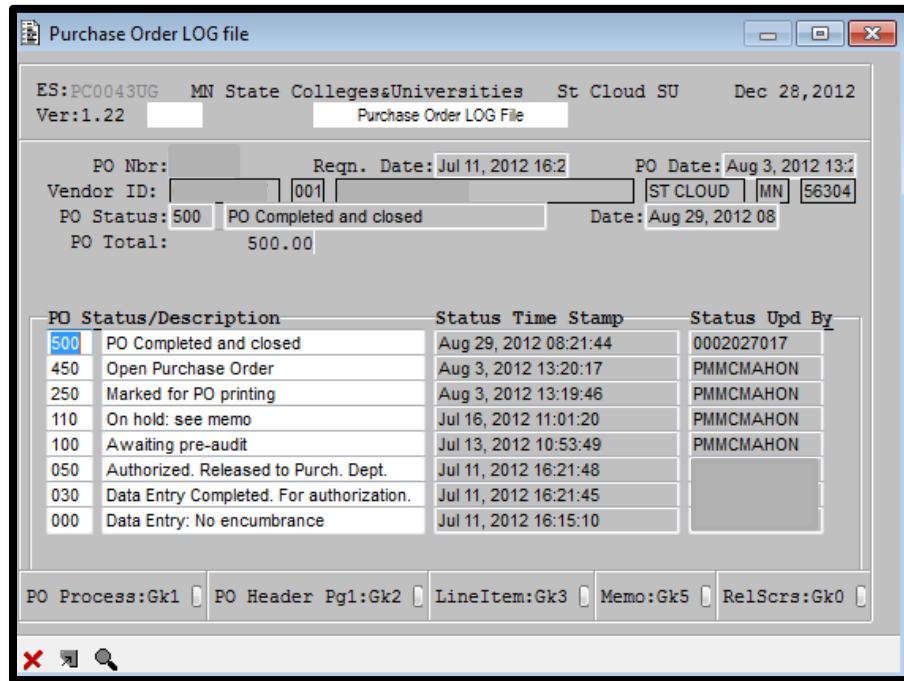 Purchase Order LOG file
ES:PC0043UG MN State Colleges&Universities St Cloud SU Dec 28,2012
Ver:1.22 Purchase Order LOG File
PO Nbr: Reqn. Date: Jul 11, 2012 16:2 PO Date: Aug 3, 2012 13:2
Vendor ID: 001 ST CLOUD MN 56304
PO Status: 500 PO Completed and closed Date: Aug 29, 2012 08
PO Total: 500.00
PO Status/Description Status Time Stamp Status Upd By
500 PO Completed and closed Aug 29, 2012 08:21:44 0002027017
450 Open Purchase Order Aug 3, 2012 13:20:17 PMMCMAHON
250 Marked for PO printing Aug 3, 2012 13:19:46 PMMCMAHON
110 On hold: see memo Jul 16, 2012 11:01:20 PMMCMAHON
100 Awaiting pre-audit Jul 13, 2012 10:53:49 PMMCMAHON
050 Authorized. Released to Purch. Dept. Jul 11, 2012 16:21:48
030 Data Entry Completed. For authorization. Jul 11, 2012 16:21:45
000 Data Entry: No encumbrance Jul 11, 2012 16:15:10
PO Process:Gk1 PO Header Pg1:Gk2 LineItem:Gk3 Memo:Gk5 RelScrs:Gk0